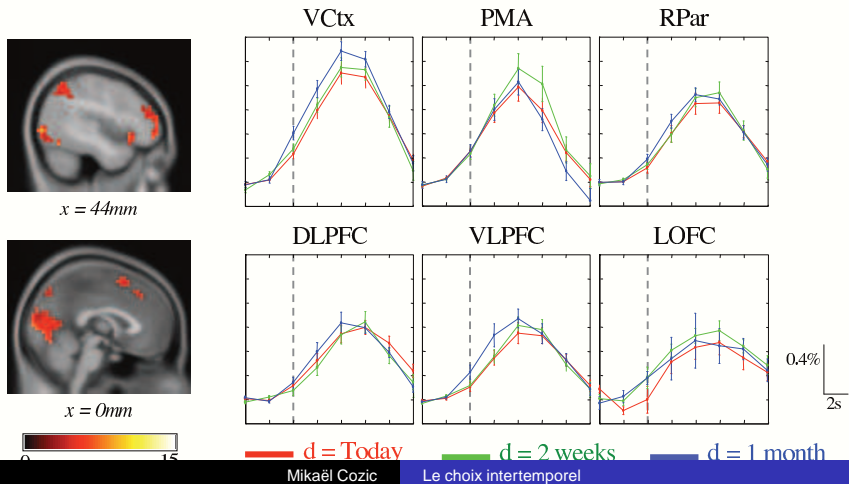 VCtx PMA RPar
x = 44mm
DLPFC VLPFC LOFC
0.4%
2s
x = 0mm
0 15
d = Today d = 2 weeks d = 1 month
Mikaël Cozic Le choix intertemporel